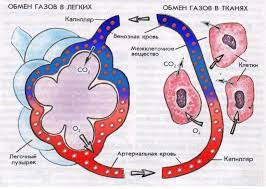 ОБМЕН ГАЗОВ В ЛЕГКИХ
ОБМЕН ГАЗОВ В ТКАНЯХ
Капилляр
Венозная кровь
Межклеточное
вещество
CO₂
CO₂
Клетки
O₂
O₂
Легочный
пузырек
Артериальная кровь
Капилляр